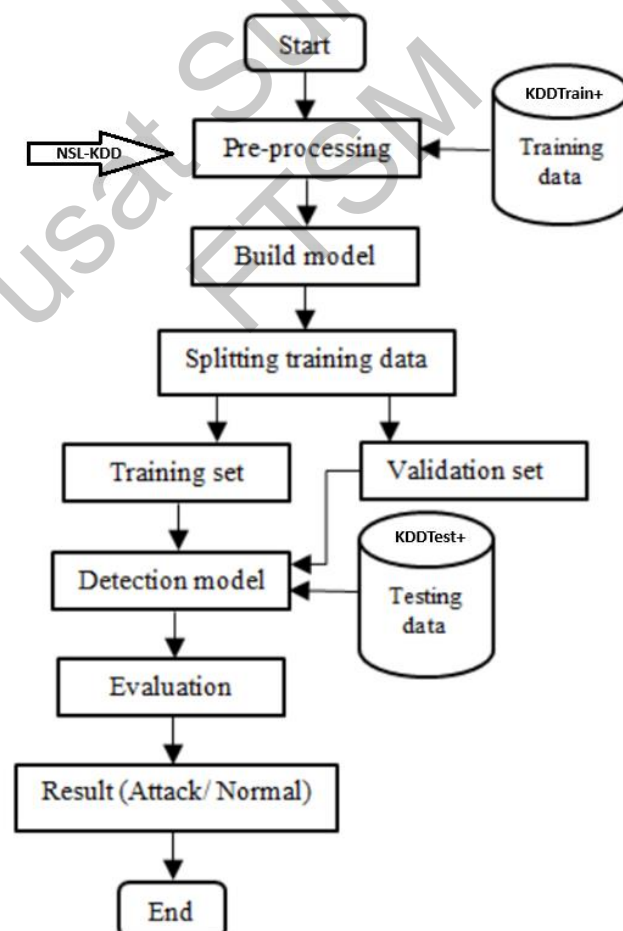 Start
KDDTrain+
Training
data
NSL-KDD
Pre-processing
Build model
Splitting training data
Training set
Validation set
KDDTest+
Testing
data
Detection model
Evaluation
Result (Attack/ Normal)
End
FTSM